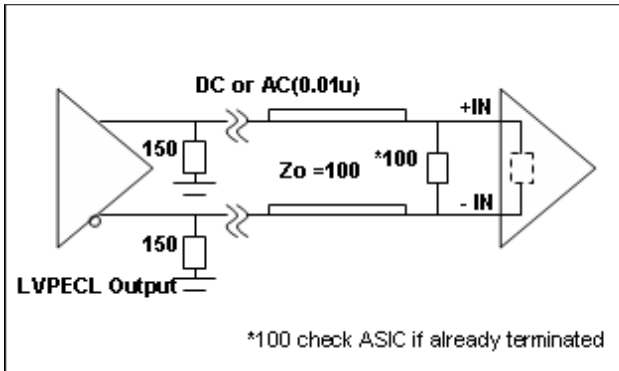 DC or AC(0.01u)
+IN
150
Zo =100
*100
- IN
150
LVPECL Output
*100 check ASIC if already terminated